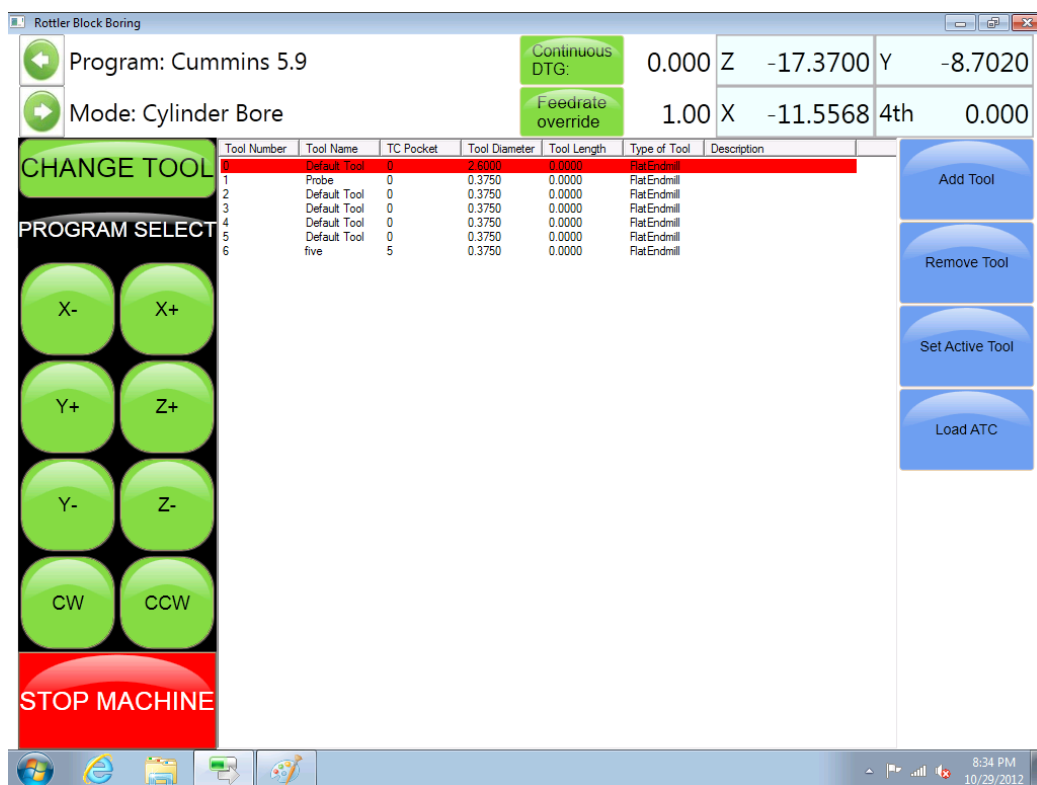 Rottler Block Boring
Program: Cummins 5.9
Continuous DTG: 0.000 Z -17.3700 Y -8.7020
Mode: Cylinder Bore
Feedrate override 1.00 X -11.5568 4th 0.000
CHANGE TOOL
PROGRAM SELECT
X- X+
Y+ Z+
Y- Z-
CW CCW
STOP MACHINE
Tool Number Tool Name TC Pocket Tool Diameter Tool Length Type of Tool Description
0 Default Tool 0 2.6000 0.0000 FlatEndmill
1 Probe 0 0.3750 0.0000 FlatEndmill
2 Default Tool 0 0.3750 0.0000 FlatEndmill
3 Default Tool 0 0.3750 0.0000 FlatEndmill
4 Default Tool 0 0.3750 0.0000 FlatEndmill
5 Default Tool 0 0.3750 0.0000 FlatEndmill
6 five 5 0.3750 0.0000 FlatEndmill
Add Tool
Remove Tool
Set Active Tool
Load ATC
8:34 PM
10/29/2012